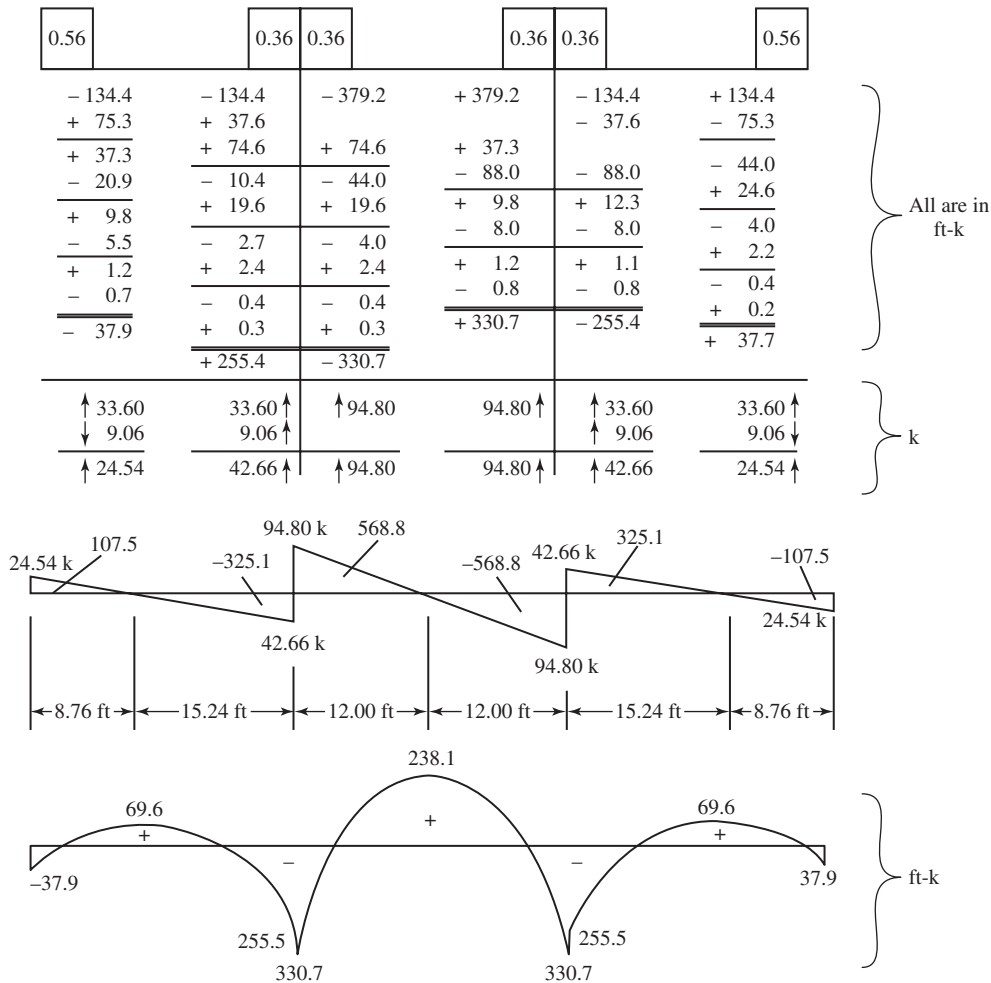 0.56 0.36 0.36 0.36 0.36 0.56
– 134.4 – 134.4 – 379.2 + 379.2 – 134.4 + 134.4
+ 75.3 + 37.6 – 37.6 – 75.3
+ 37.3 + 74.6 + 74.6 + 37.3 – 44.0
– 20.9 – 10.4 – 44.0 – 88.0 – 88.0 + 24.6
+ 9.8 + 19.6 + 19.6 + 9.8 + 12.3 – 4.0
– 5.5 – 2.7 – 4.0 – 8.0 – 8.0 + 2.2
+ 1.2 + 2.4 + 2.4 + 1.2 + 1.1 – 0.4
– 0.7 – 0.4 – 0.4 – 0.8 – 0.8 + 0.2
– 37.9 + 0.3 + 0.3 + 330.7 – 255.4 + 37.7
+ 255.4 – 330.7
All are in
ft-k
33.60 33.60 94.80 94.80 33.60 33.60
9.06 9.06 9.06 9.06
24.54 42.66 94.80 94.80 42.66 24.54
k
94.80 k 568.8
24.54 k 107.5 –325.1 –568.8 42.66 k 325.1 –107.5
42.66 k 94.80 k 24.54 k
8.76 ft 15.24 ft 12.00 ft 12.00 ft 15.24 ft 8.76 ft
238.1
69.6 69.6
+ + +
– –
–37.9 37.9
ft-k
255.5 255.5
330.7 330.7